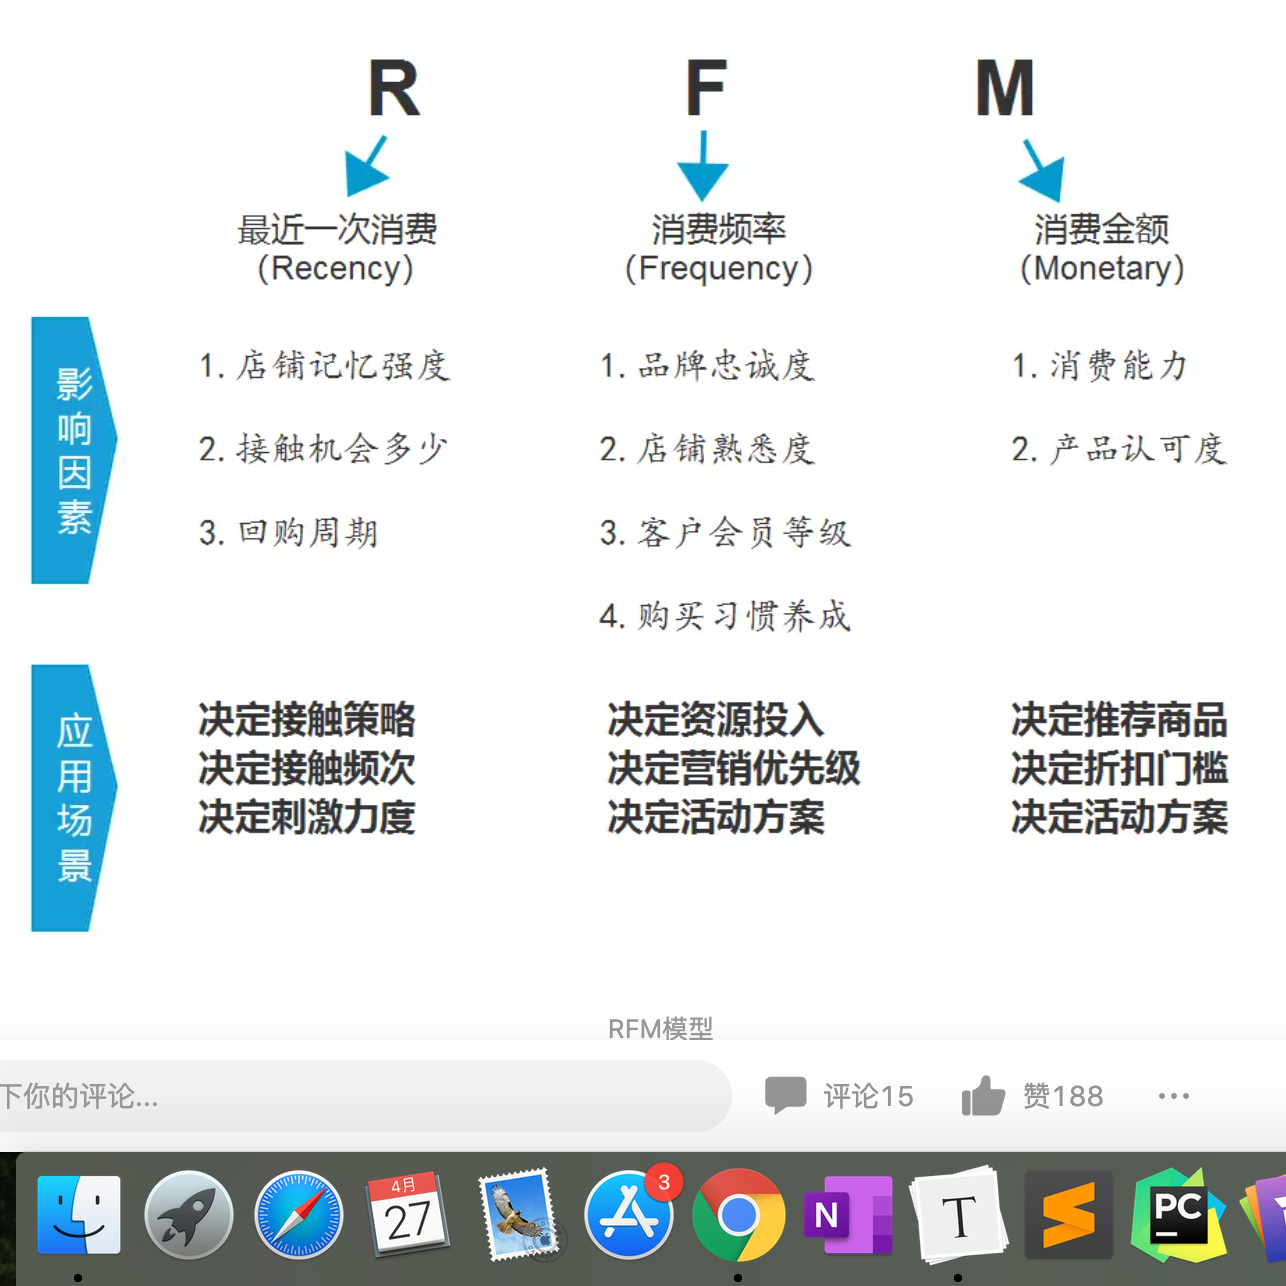 R F M
最近一次消费 消费频率 消费金额
（Recency） （Frequency） （Monetary）
影响因素
1. 店铺记忆强度 1. 品牌忠诚度 1. 消费能力
2. 接触机会多少 2. 店铺熟悉度 2. 产品认可度
3. 回购周期 3. 客户会员等级
4. 购买习惯养成
应用场景
决定接触策略 决定资源投入 决定推荐商品
决定接触频次 决定营销优先级 决定折扣门槛
决定刺激力度 决定活动方案 决定活动方案
RFM模型
下你的评论... 评论15 赞188 ...
4月 3
27 N T PC